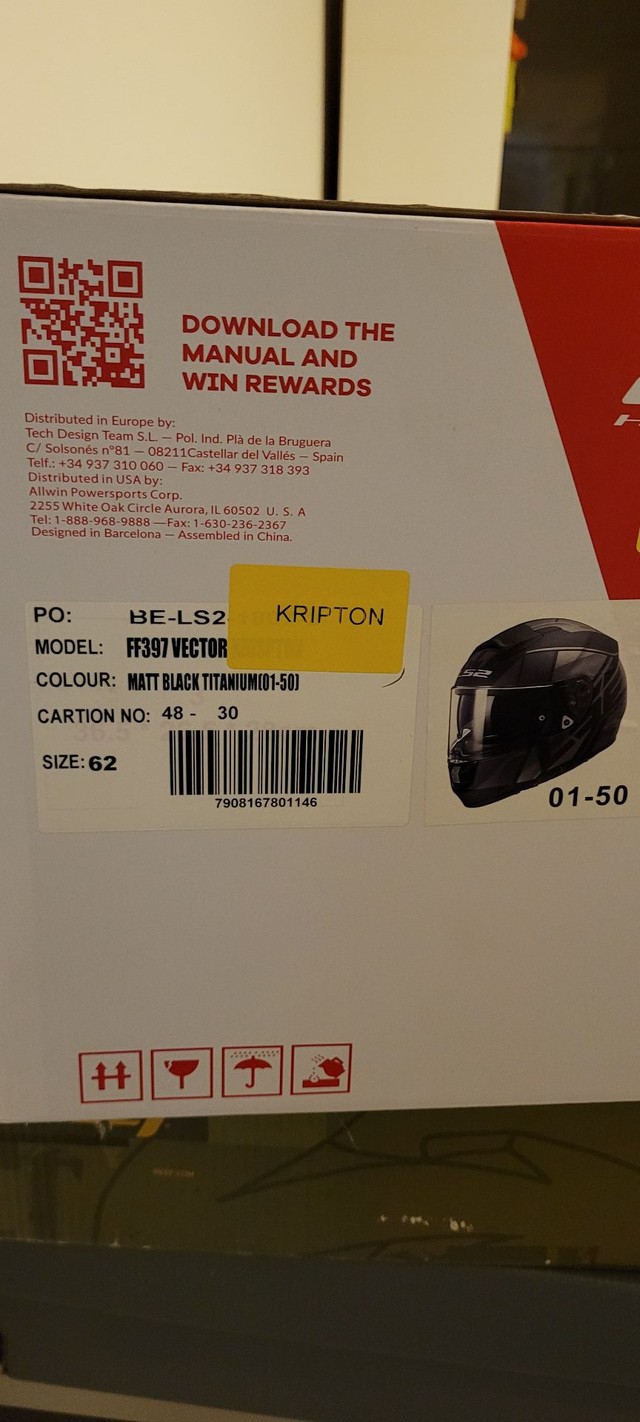 DOWNLOAD THE
MANUAL AND
WIN REWARDS
Distributed in Europe by:
Tech Design Team S.L. – Pol. Ind. Plà de la Bruguera
C/ Solsonés nº81 – 08211Castellar del Vallés – Spain
Telf.: +34 937 310 060 – Fax: +34 937 318 393
Distributed in USA by:
Allwin Powersports Corp.
2255 White Oak Circle Aurora, IL 60502 U. S. A
Tel: 1-888-968-9888 —Fax: 1-630-236-2367
Designed in Barcelona – Assembled in China.
PO: BE-LS2
KRIPTON
MODEL: FF397 VECTOR
COLOUR: MATT BLACK TITANIUM(01-50)
CARTION NO: 48 - 30
SIZE: 62
7908167801146
01-50